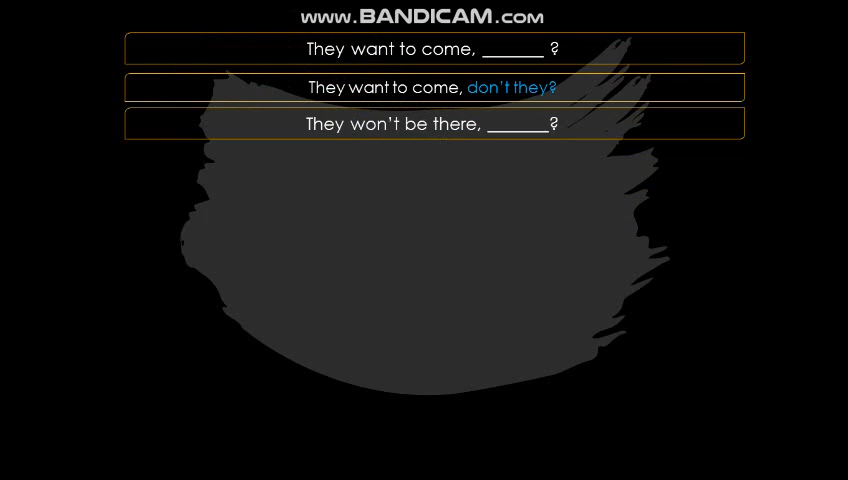 www.BANDICAM.com
They want to come, _______ ?
They want to come, don't they?
They won't be there, _______?